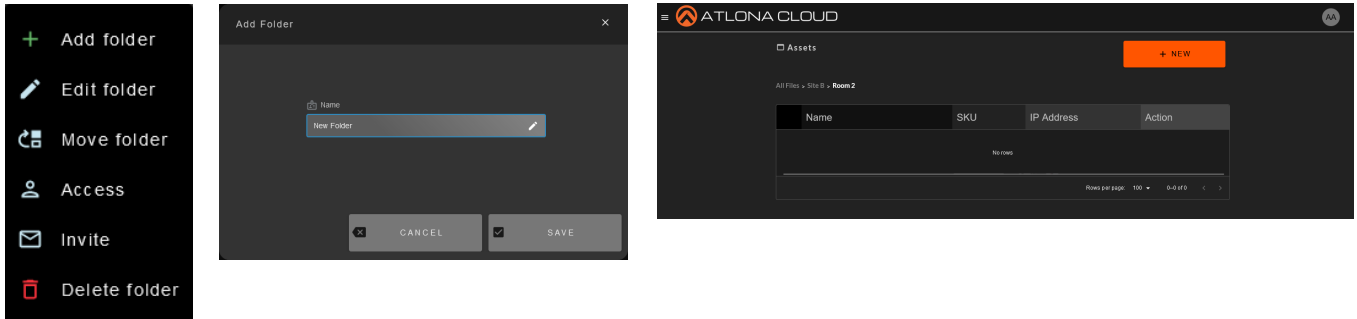 Add folder
Edit folder
Move folder
Access
Invite
Delete folder
Add Folder
Name
New Folder
CANCEL
SAVE
ATLONA CLOUD
AA
Assets
+ NEW
All Files > Site B > Room 2
Name SKU IP Address Action
No rows
Rows per page: 100 0–0 of 0